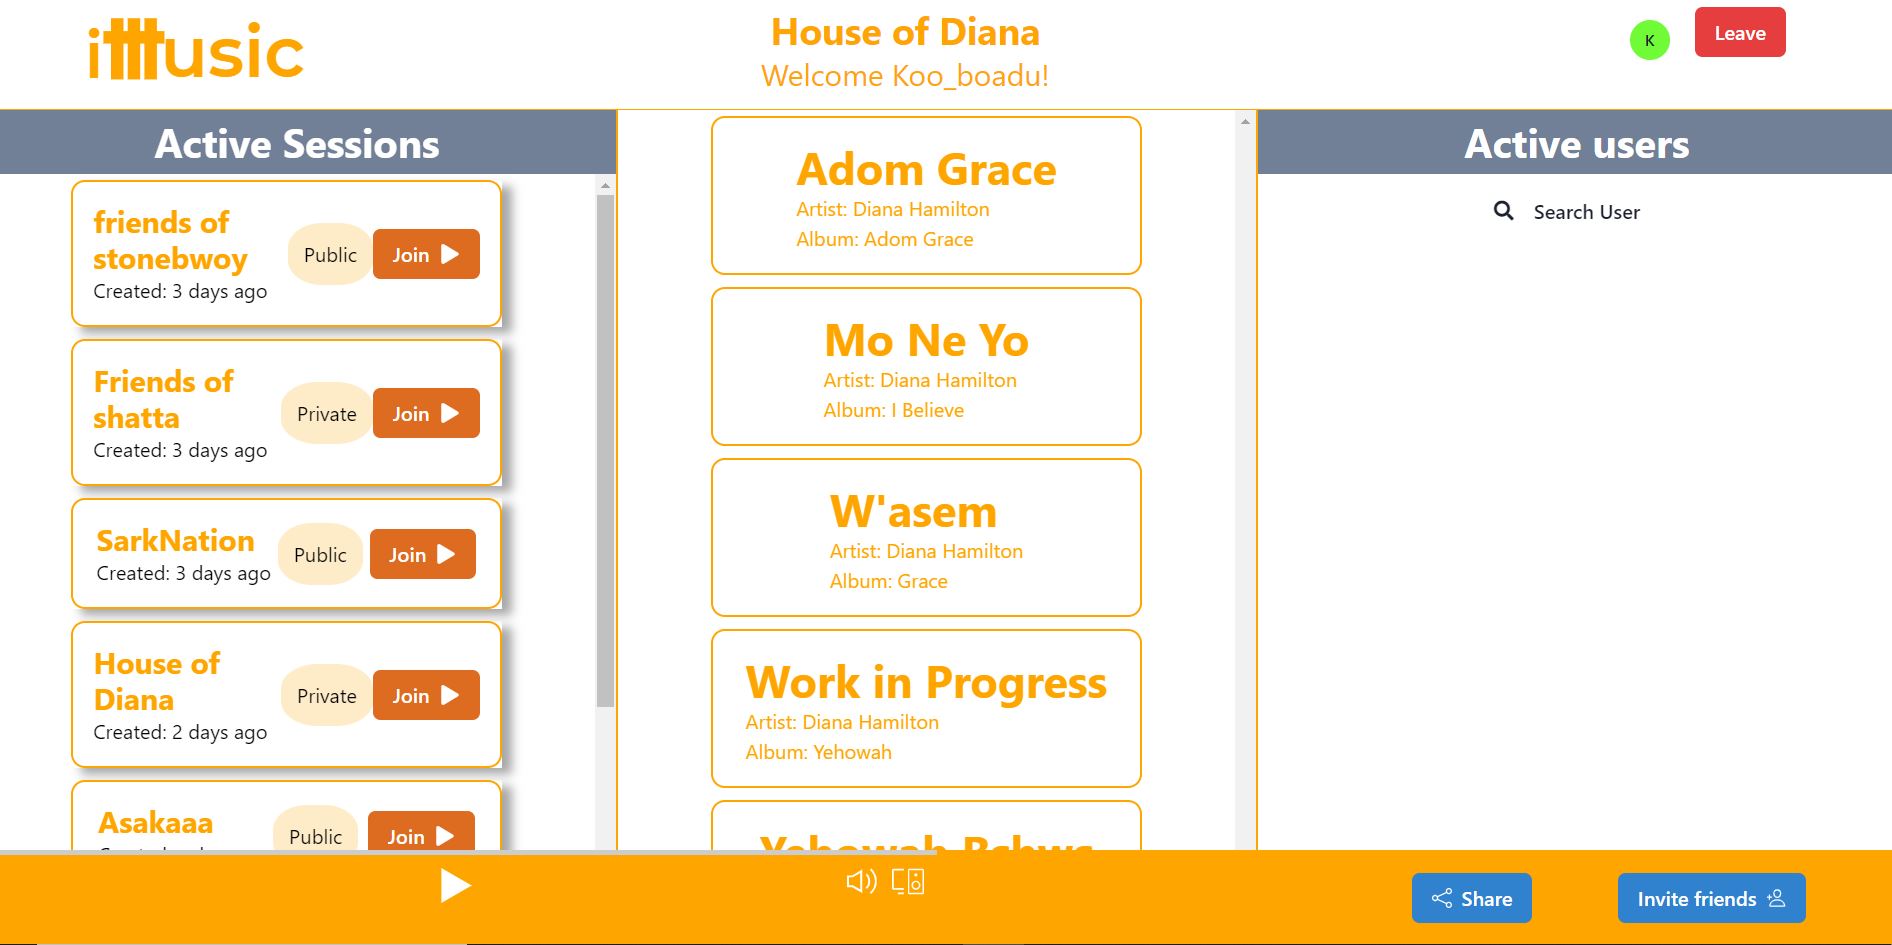 ittttusic
House of Diana
Welcome Koo_boadu!
K
Leave
Active Sessions
friends of
stonebwoy
Created: 3 days ago
Public
Join
Friends of
shatta
Created: 3 days ago
Private
Join
SarkNation
Created: 3 days ago
Public
Join
House of
Diana
Created: 2 days ago
Private
Join
Asakaaa
Public
Join
Adom Grace
Artist: Diana Hamilton
Album: Adom Grace
Mo Ne Yo
Artist: Diana Hamilton
Album: I Believe
W'asem
Artist: Diana Hamilton
Album: Grace
Work in Progress
Artist: Diana Hamilton
Album: Yehowah
Yehowah
Active users
Search User
Share
Invite friends